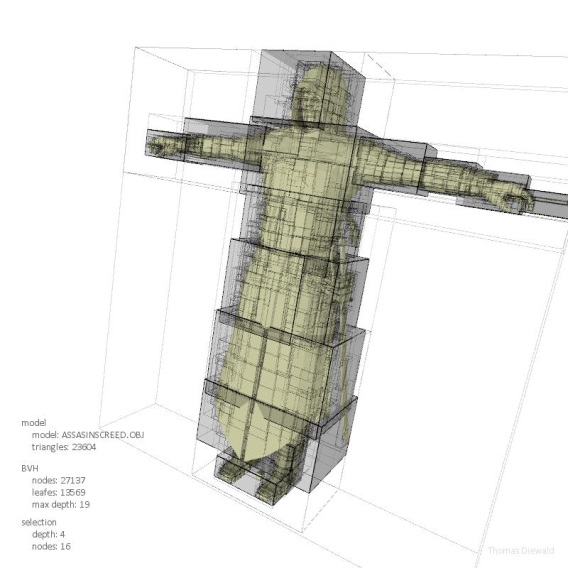 model
model: ASSASINSCREED.OBJ
triangles: 23604
BVH
nodes: 27137
leafes: 13569
max depth: 19
selection
depth: 4
nodes: 16
Thomas Diewald